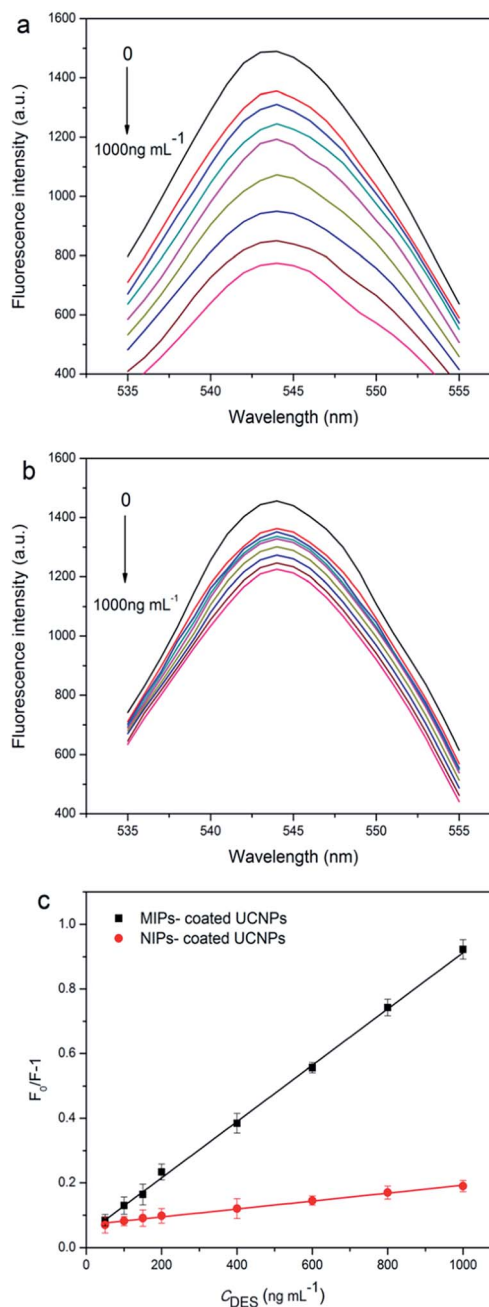 a
1600
1400
1200
1000
800
600
400
535 540 545 550 555
Fluorescence intensity (a.u.)
Wavelength (nm)
0
1000ng mL⁻¹
b
1600
1400
1200
1000
800
600
400
535 540 545 550 555
Fluorescence intensity (a.u.)
Wavelength (nm)
0
1000ng mL⁻¹
c
MIPs- coated UCNPs
NIPs- coated UCNPs
1.0
0.8
0.6
0.4
0.2
0.0
0 200 400 600 800 1000
F₀/F-1
C_DES (ng mL⁻¹)